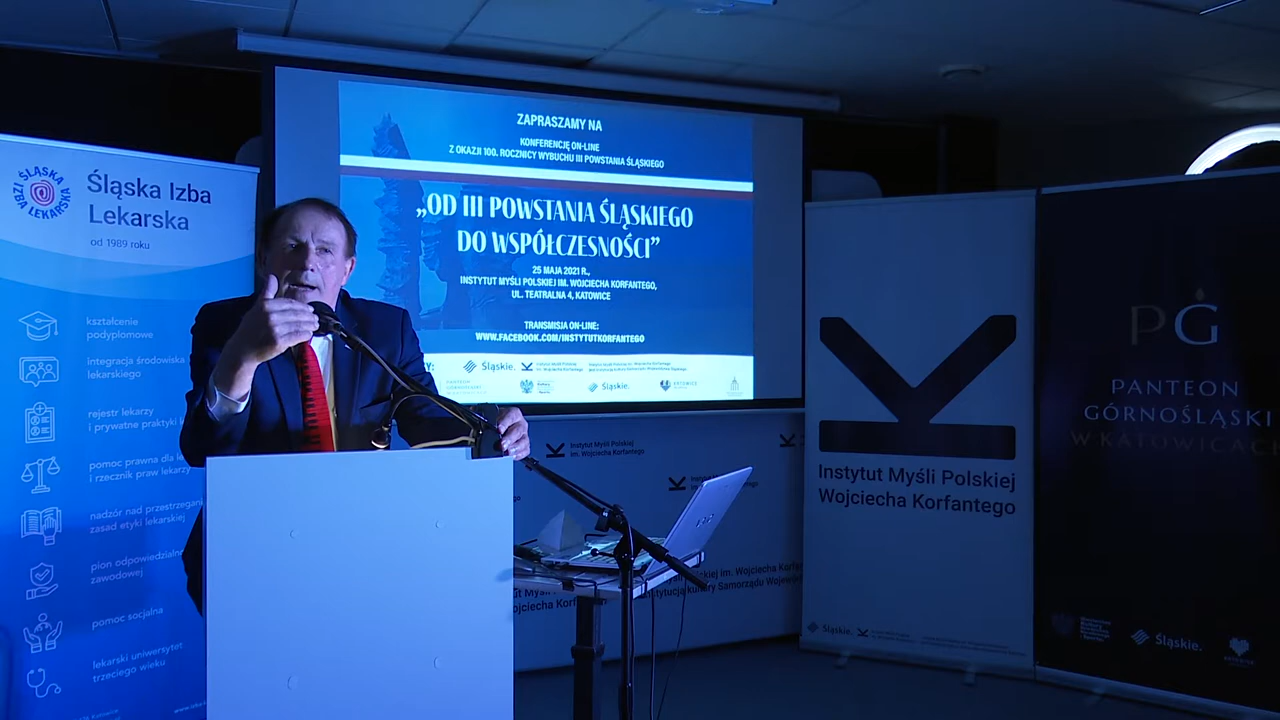 ŚLĄSKA
IZBA LEKARSKA
Śląska Izba
Lekarska
od 1989 roku
kształcenie
podyplomowe
integracja środowiska
lekarskiego
rejestr lekarzy
i prywatne praktyki
pomoc prawna dla
i rzecznik praw lekarzy
nadzór nad przestrzegani
zasad etyki lekarskiej
pion odpowiedzialno
zawodowej
pomoc socjalna
lekarski uniwersytet
trzeciego wieku
ZAPRASZAMY NA
KONFERENCJĘ ON-LINE
Z OKAZJI 100. ROCZNICY WYBUCHU III POWSTANIA ŚLĄSKIEGO
„OD III POWSTANIA ŚLĄSKIEGO
DO WSPÓŁCZESNOŚCI”
25 MAJA 2021 R.,
INSTYTUT MYŚLI POLSKIEJ IM. WOJCIECHA KORFANTEGO,
UL. TEATRALNA 4, KATOWICE
TRANSMISJA ON-LINE:
WWW.FACEBOOK.COM/INSTYTUTKORFANTEGO
Śląskie.
Śląskie.
KATOWICE
Instytut Myśli Polskiej
im. Wojciecha Korfantego
Instytut Myśli Polskiej
Wojciecha Korfantego
Śląskie.
PG
PANTEON
GÓRNOŚLĄSKI
W KATOWICACH
Śląskie.